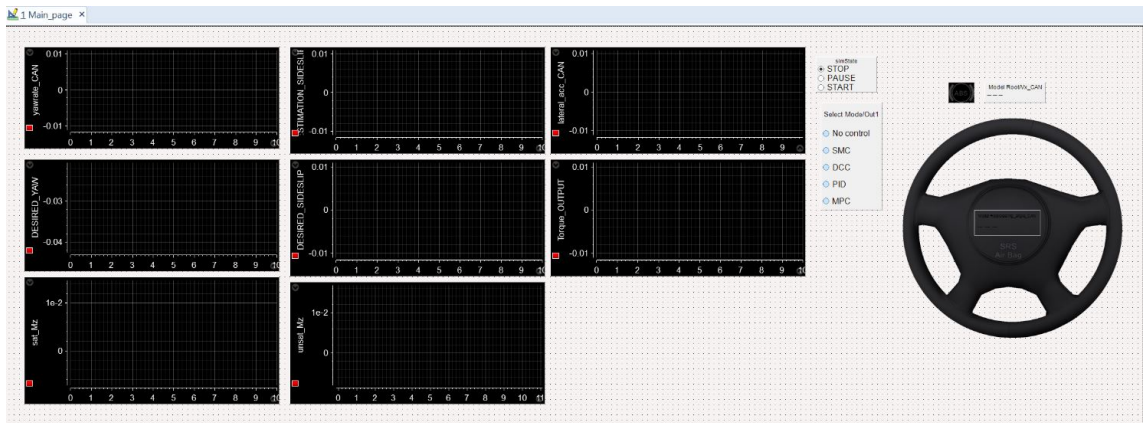 1 Main_page ×
yawrate_CAN
0.01
0
-0.01
0 1 2 3 4 5 6 7 8 9 10
STIMATION_SIDESLIP
0.01
0
-0.01
0 1 2 3 4 5 6 7 8 9 10
lateral_acc_CAN
0.01
0
-0.01
0 1 2 3 4 5 6 7 8 9
simState
STOP
PAUSE
START
Select Mode/Out1
No control
SMC
DCC
PID
MPC
Model Root/Vx_CAN
---
DESIRED_YAW
-0.03
-0.04
0 1 2 3 4 5 6 7 8 9 10
DESIRED_SIDESLIP
0.01
0
-0.01
0 1 2 3 4 5 6 7 8 9 10
Torque_OUTPUT
0.01
0
-0.01
0 1 2 3 4 5 6 7 8 9 10
---
SRS
Air Bag
sat_Mz
1e-2
0
0 1 2 3 4 5 6 7 8 9 10
unsat_Mz
1e-2
0
0 1 2 3 4 5 6 7 8 9 10 11